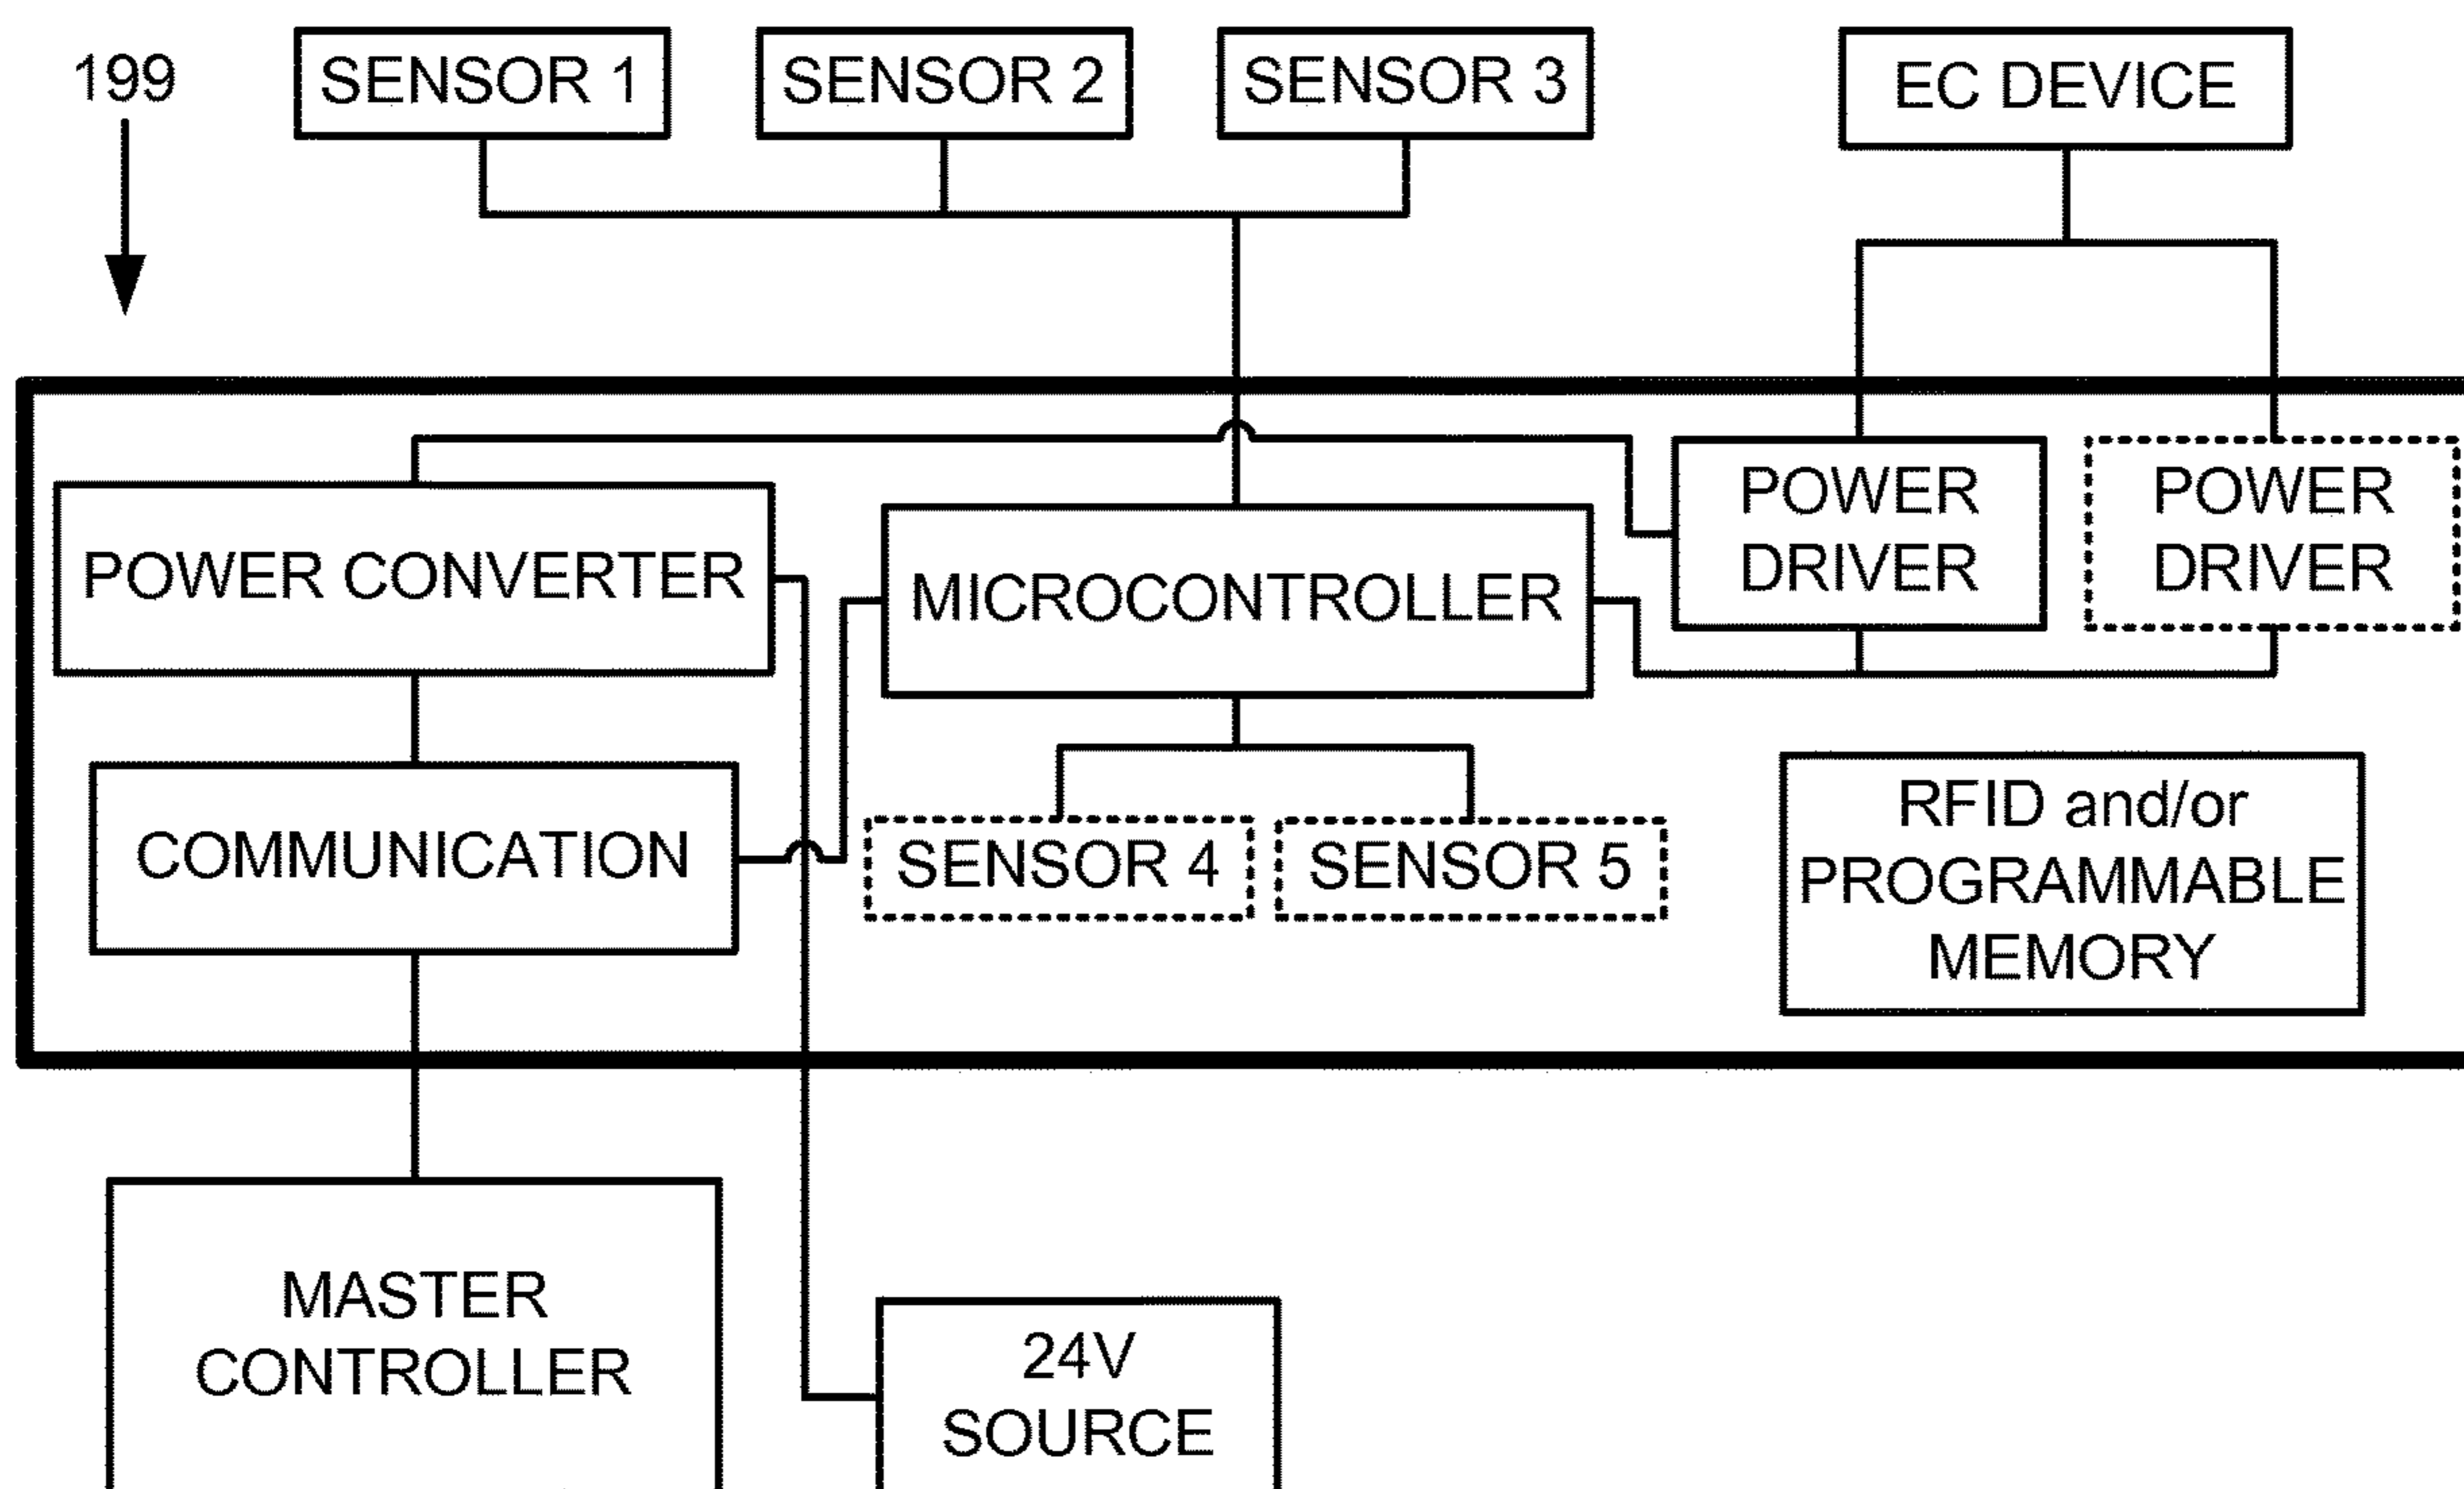 199
SENSOR 1
SENSOR 2
SENSOR 3
EC DEVICE
POWER CONVERTER
MICROCONTROLLER
POWER
DRIVER
POWER
DRIVER
COMMUNICATION
SENSOR 4
SENSOR 5
RFID and/or
PROGRAMMABLE
MEMORY
MASTER
CONTROLLER
24V
SOURCE